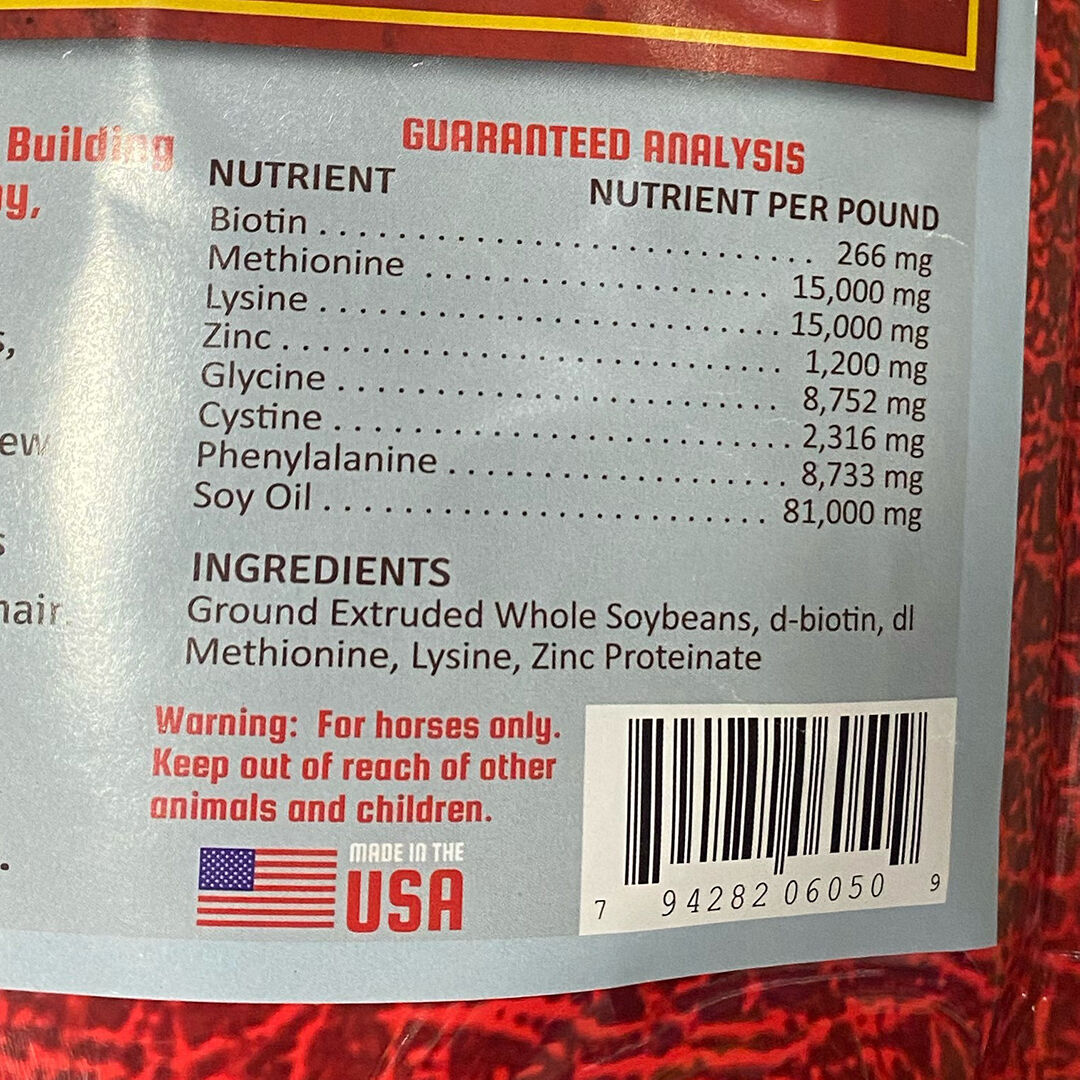 Building
GUARANTEED ANALYSIS
NUTRIENT NUTRIENT PER POUND
Biotin ........................ 266 mg
Methionine .................. 15,000 mg
Lysine ........................ 15,000 mg
Zinc .......................... 1,200 mg
Glycine ....................... 8,752 mg
Cystine ....................... 2,316 mg
Phenylalanine ................. 8,733 mg
Soy Oil ....................... 81,000 mg
INGREDIENTS
Ground Extruded Whole Soybeans, d-biotin, dl
Methionine, Lysine, Zinc Proteinate
Warning: For horses only.
Keep out of reach of other
animals and children.
MADE IN THE
USA
7 94282 06050 9